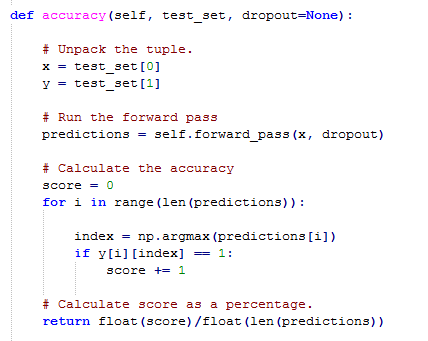 def accuracy(self, test_set, dropout=None):
# Unpack the tuple.
x = test_set[0]
y = test_set[1]
# Run the forward pass
predictions = self.forward_pass(x, dropout)
# Calculate the accuracy
score = 0
for i in range(len(predictions)):
index = np.argmax(predictions[i])
if y[i][index] == 1:
score += 1
# Calculate score as a percentage.
return float(score)/float(len(predictions))